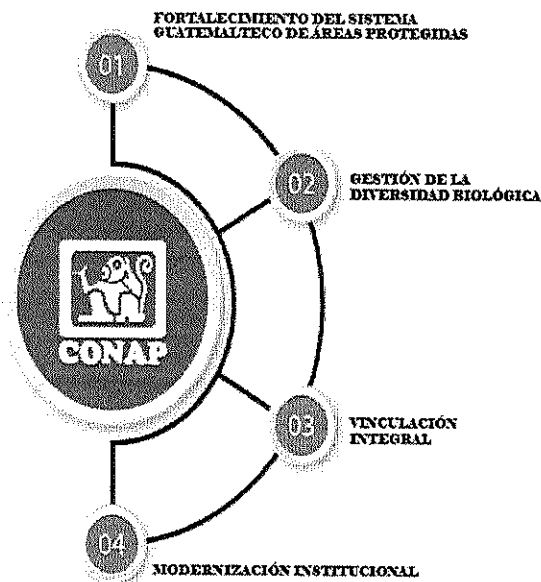 FORTALECIMIENTO DEL SISTEMA
GUATEMALTECO DE ÁREAS PROTEGIDAS
01
02
GESTIÓN DE LA
DIVERSIDAD BIOLÓGICA
CONAP
03
VINCULACIÓN
INTEGRAL
04
MODERNIZACIÓN INSTITUCIONAL